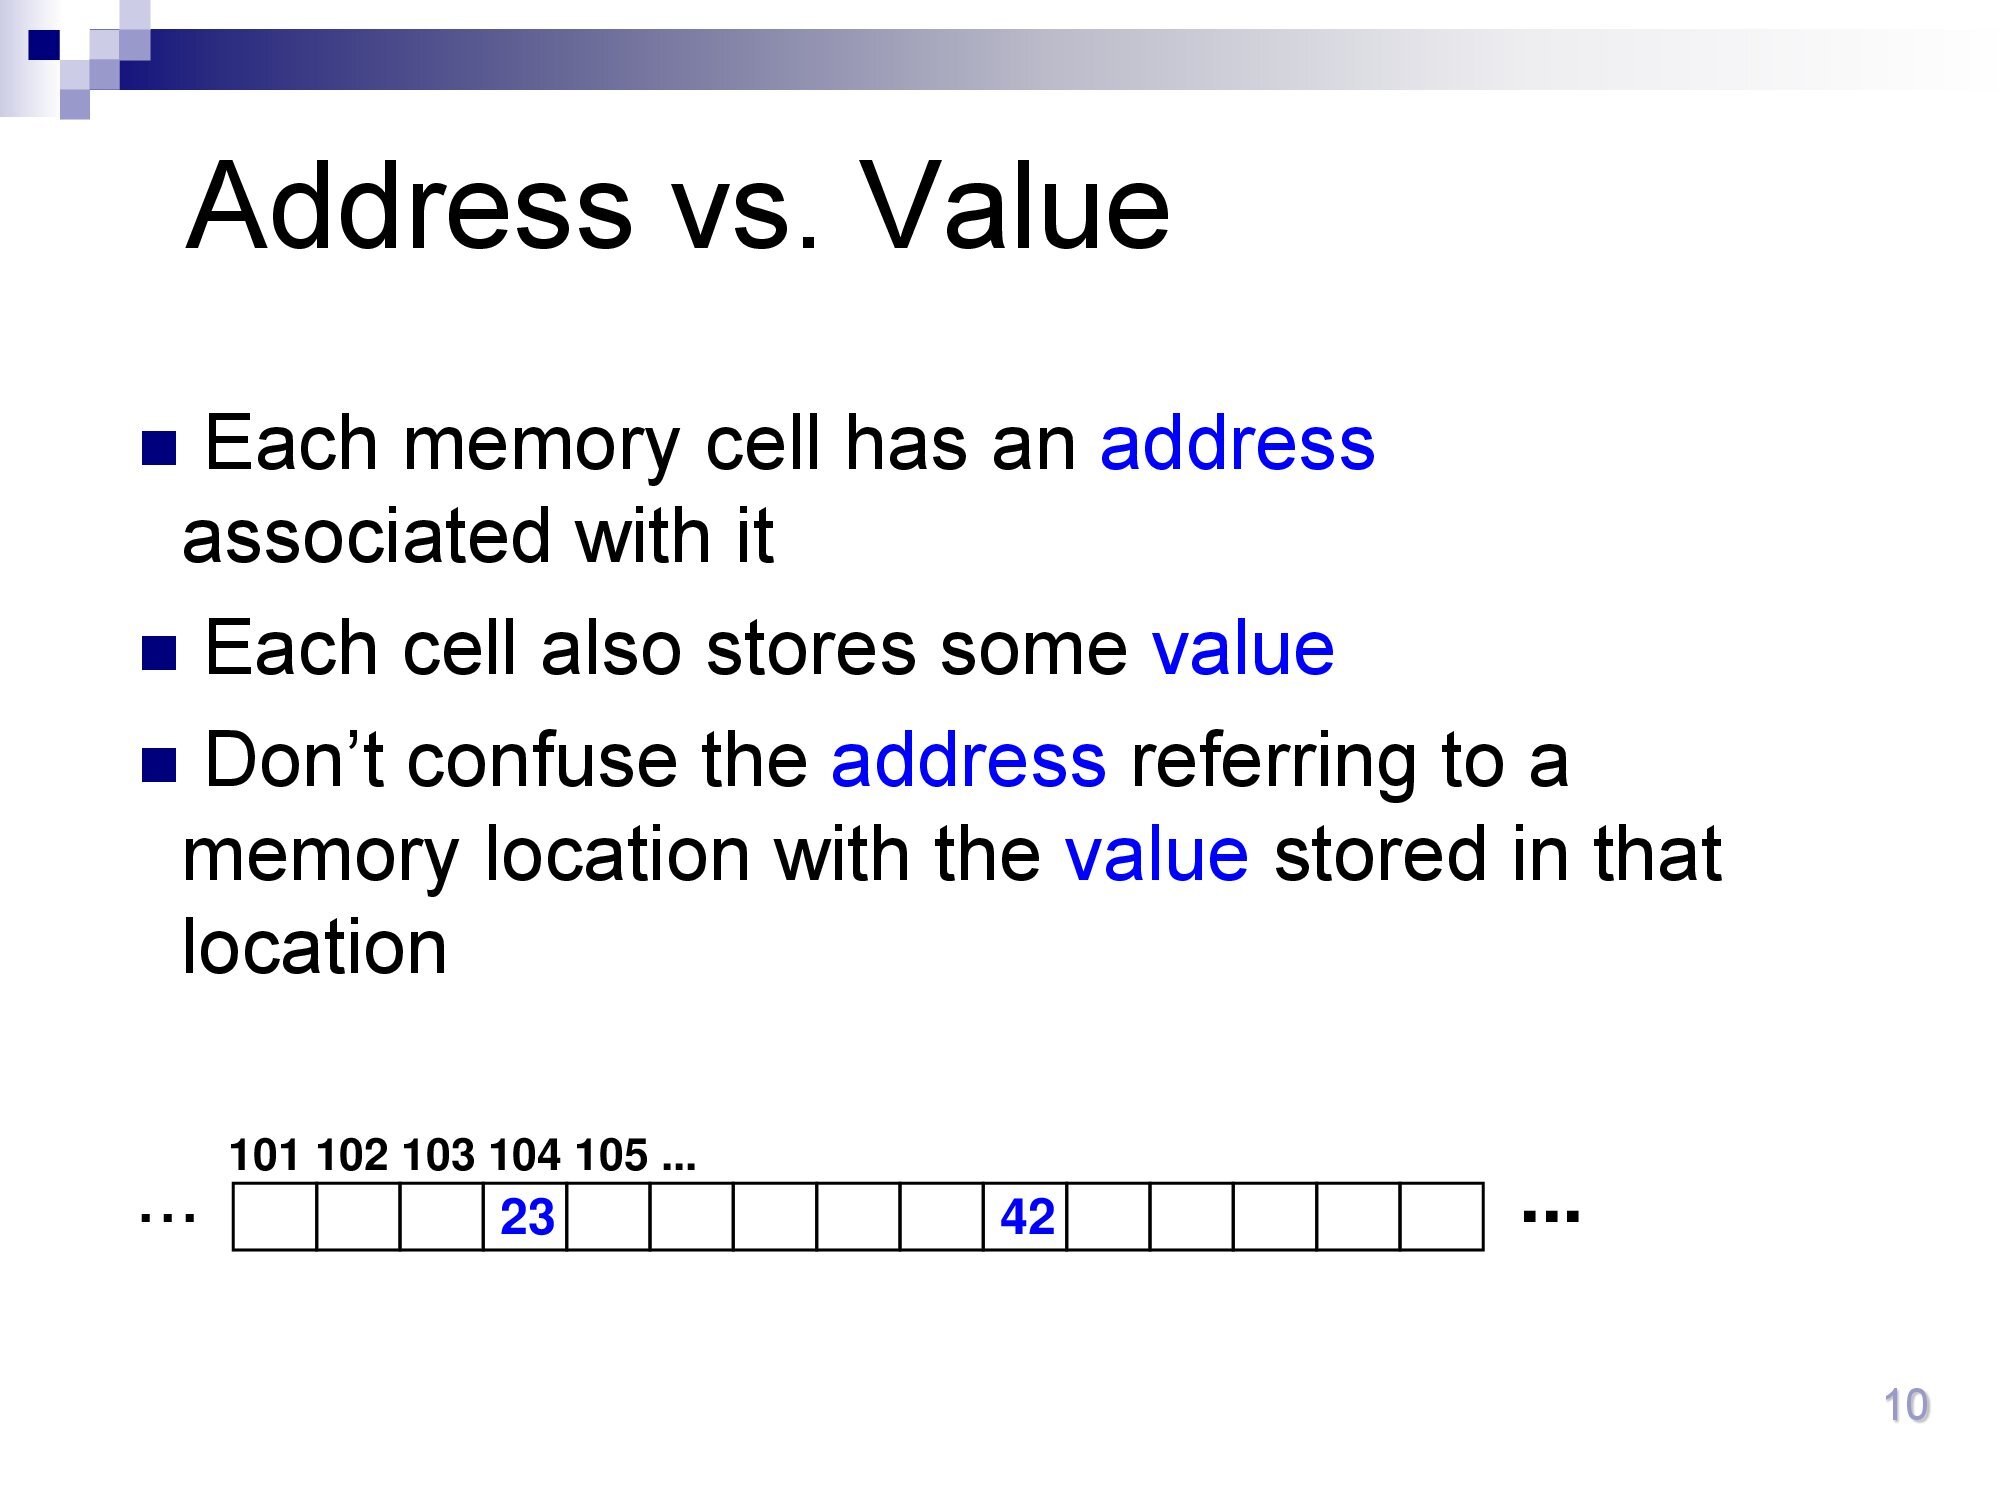 Address vs. Value
Each memory cell has an address
associated with it
Each cell also stores some value
Don’t confuse the address referring to a
memory location with the value stored in that
location
101 102 103 104 105 ...
... 23 42 ...
10